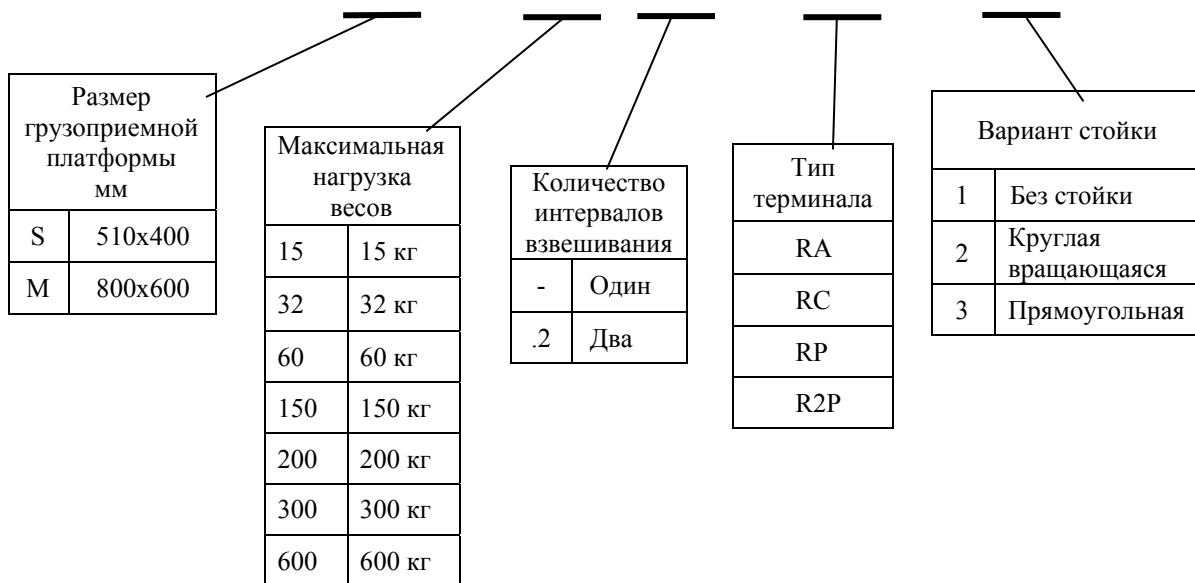 Размер
грузоприемной
платформы
мм
S 510х400
M 800х600
Максимальная
нагрузка
весов
15 15 кг
32 32 кг
60 60 кг
150 150 кг
200 200 кг
300 300 кг
600 600 кг
Количество
интервалов
взвешивания
- Один
.2 Два
Тип
терминала
RA
RC
RP
R2P
Вариант стойки
1 Без стойки
2 Круглая
вращающаяся
3 Прямоугольная